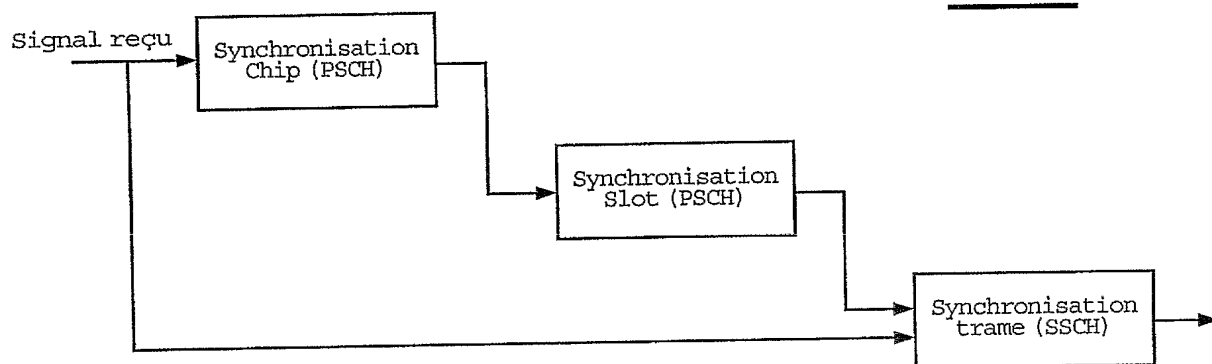 Signal reçu
Synchronisation
Chip (PSCH)
Synchronisation
Slot (PSCH)
Synchronisation
trame (SSCH)